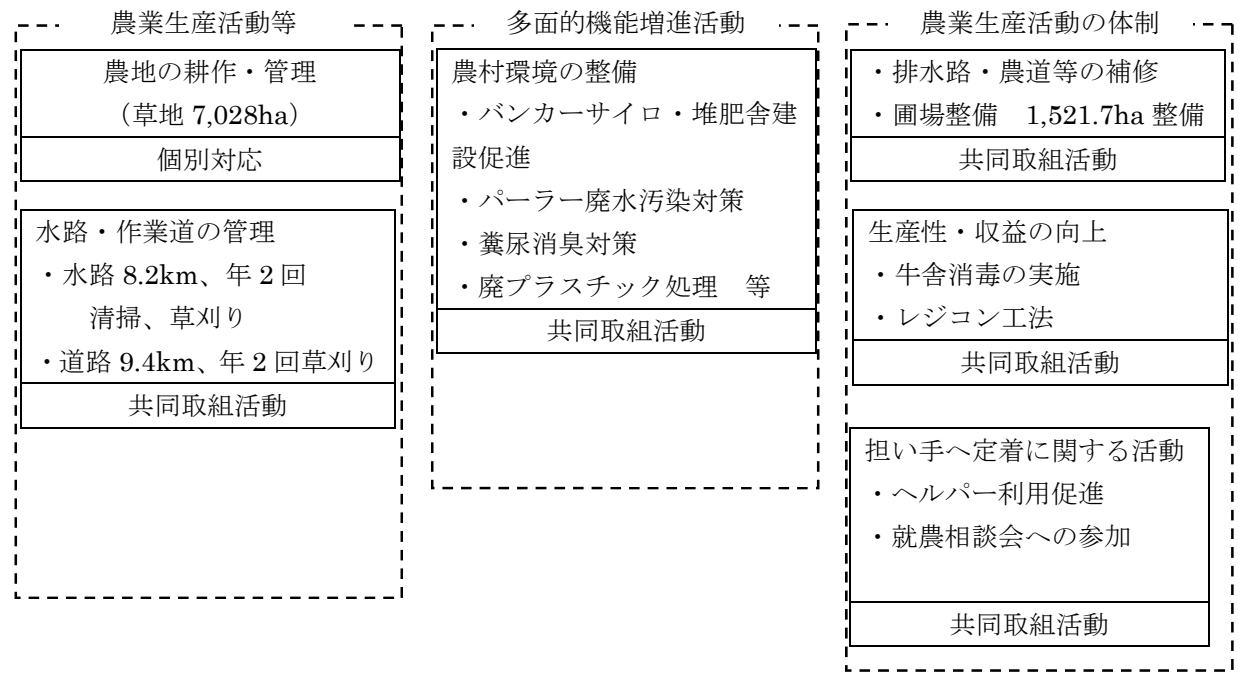 農業生産活動等
農地の耕作・管理
（草地 7,028ha）
個別対応
水路・作業道の管理
・水路 8.2km、年 2 回
清掃、草刈り
・道路 9.4km、年 2 回草刈り
共同取組活動
多面的機能増進活動
農村環境の整備
・バンカーサイロ・堆肥舎建
設促進
・パーラー廃水汚染対策
・糞尿消臭対策
・廃プラスチック処理　等
共同取組活動
農業生産活動の体制
・排水路・農道等の補修
・圃場整備　1,521.7ha 整備
共同取組活動
生産性・収益の向上
・牛舎消毒の実施
・レジコン工法
共同取組活動
担い手へ定着に関する活動
・ヘルパー利用促進
・就農相談会への参加
共同取組活動